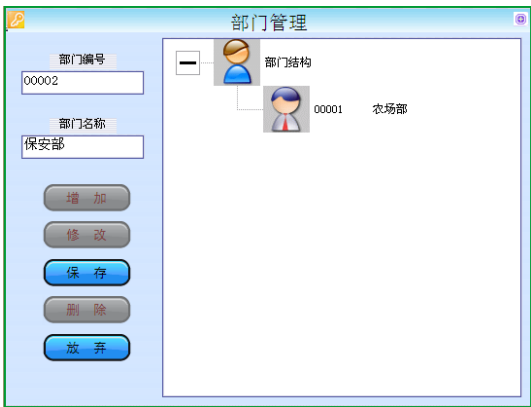 部门管理
部门编号
00002
部门名称
保安部
增 加
修 改
保 存
删 除
放 弃
部门结构
00001 农场部